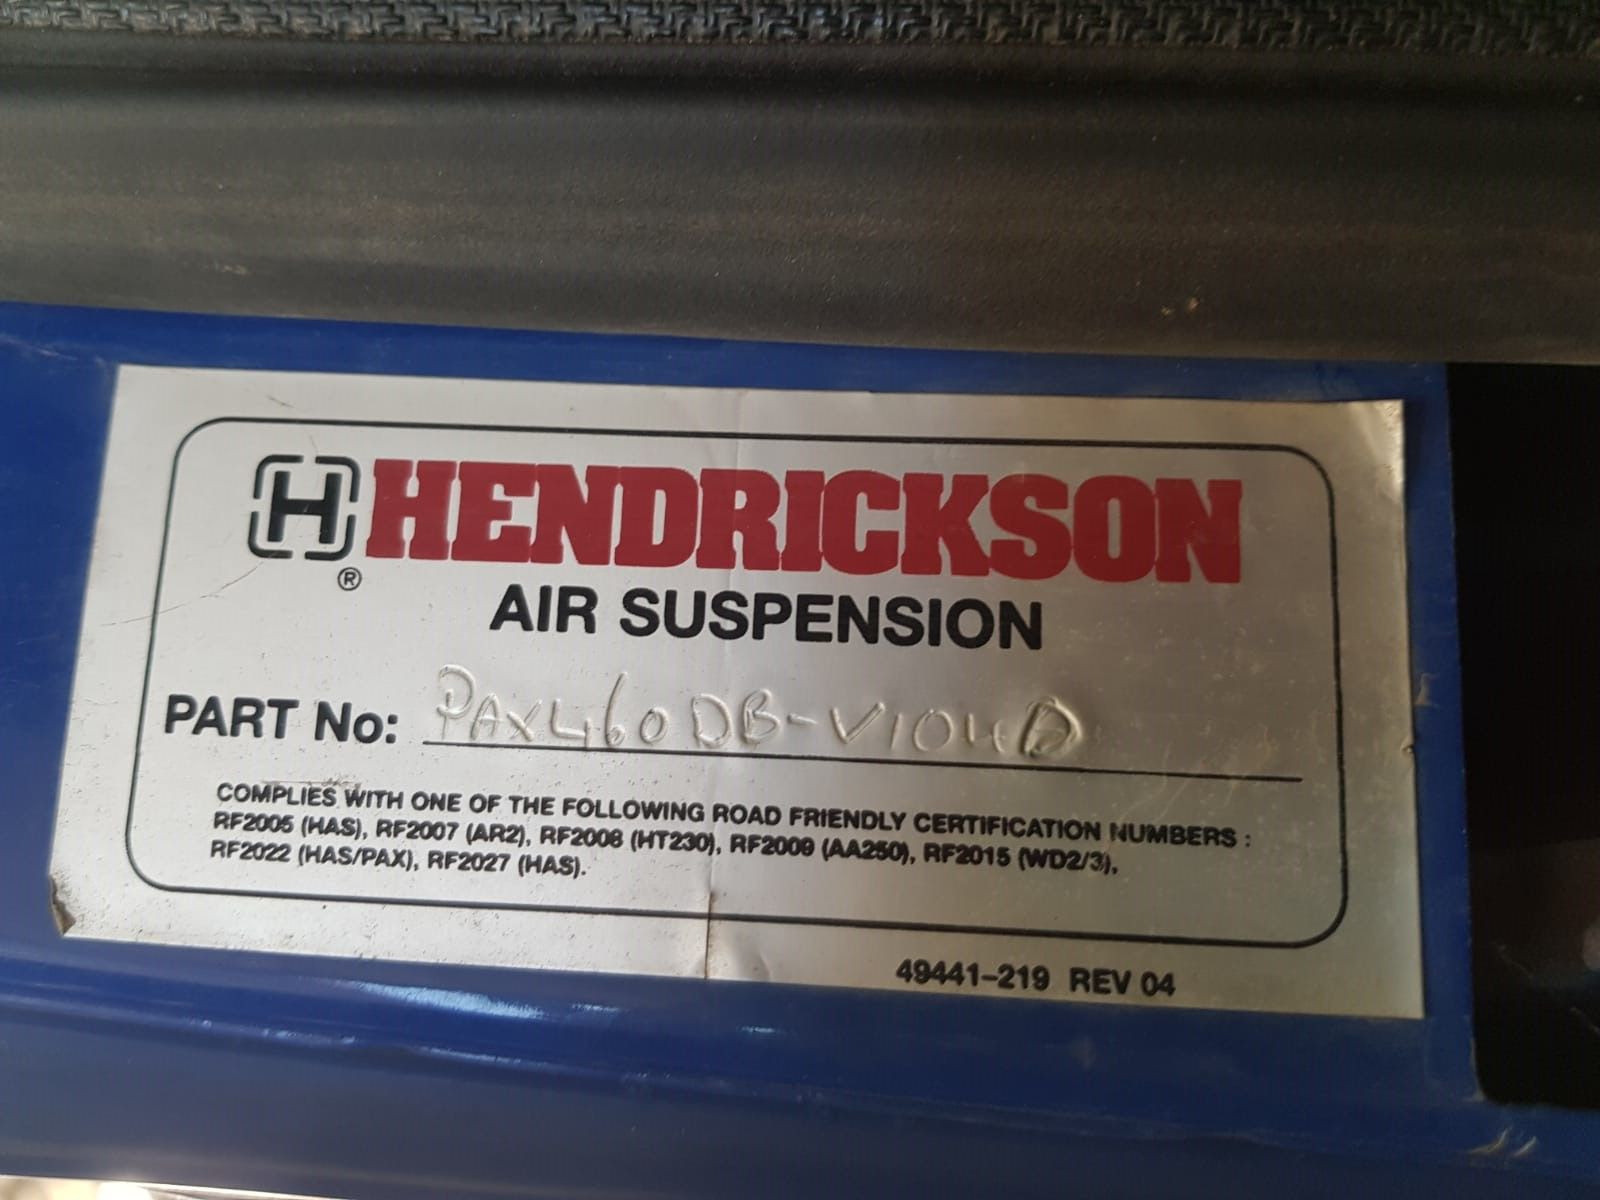 H HENDRICKSON
®
AIR SUSPENSION
PART No: PAX460DB-V104D
COMPLIES WITH ONE OF THE FOLLOWING ROAD FRIENDLY CERTIFICATION NUMBERS :
RF2005 (HAS), RF2007 (AR2), RF2008 (HT230), RF2009 (AA250), RF2015 (WD2/3),
RF2022 (HAS/PAX), RF2027 (HAS).
49441-219 REV 04